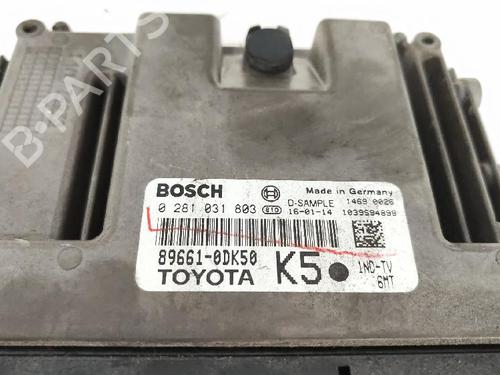 B-PARTS
BOSCH
Made in Germany
0 281 031 803 D-SAMPLE 1469 0026
16-01-14 1039S94899
89661-0DK50
TOYOTA
K5 ●
1ND-TV
6MT